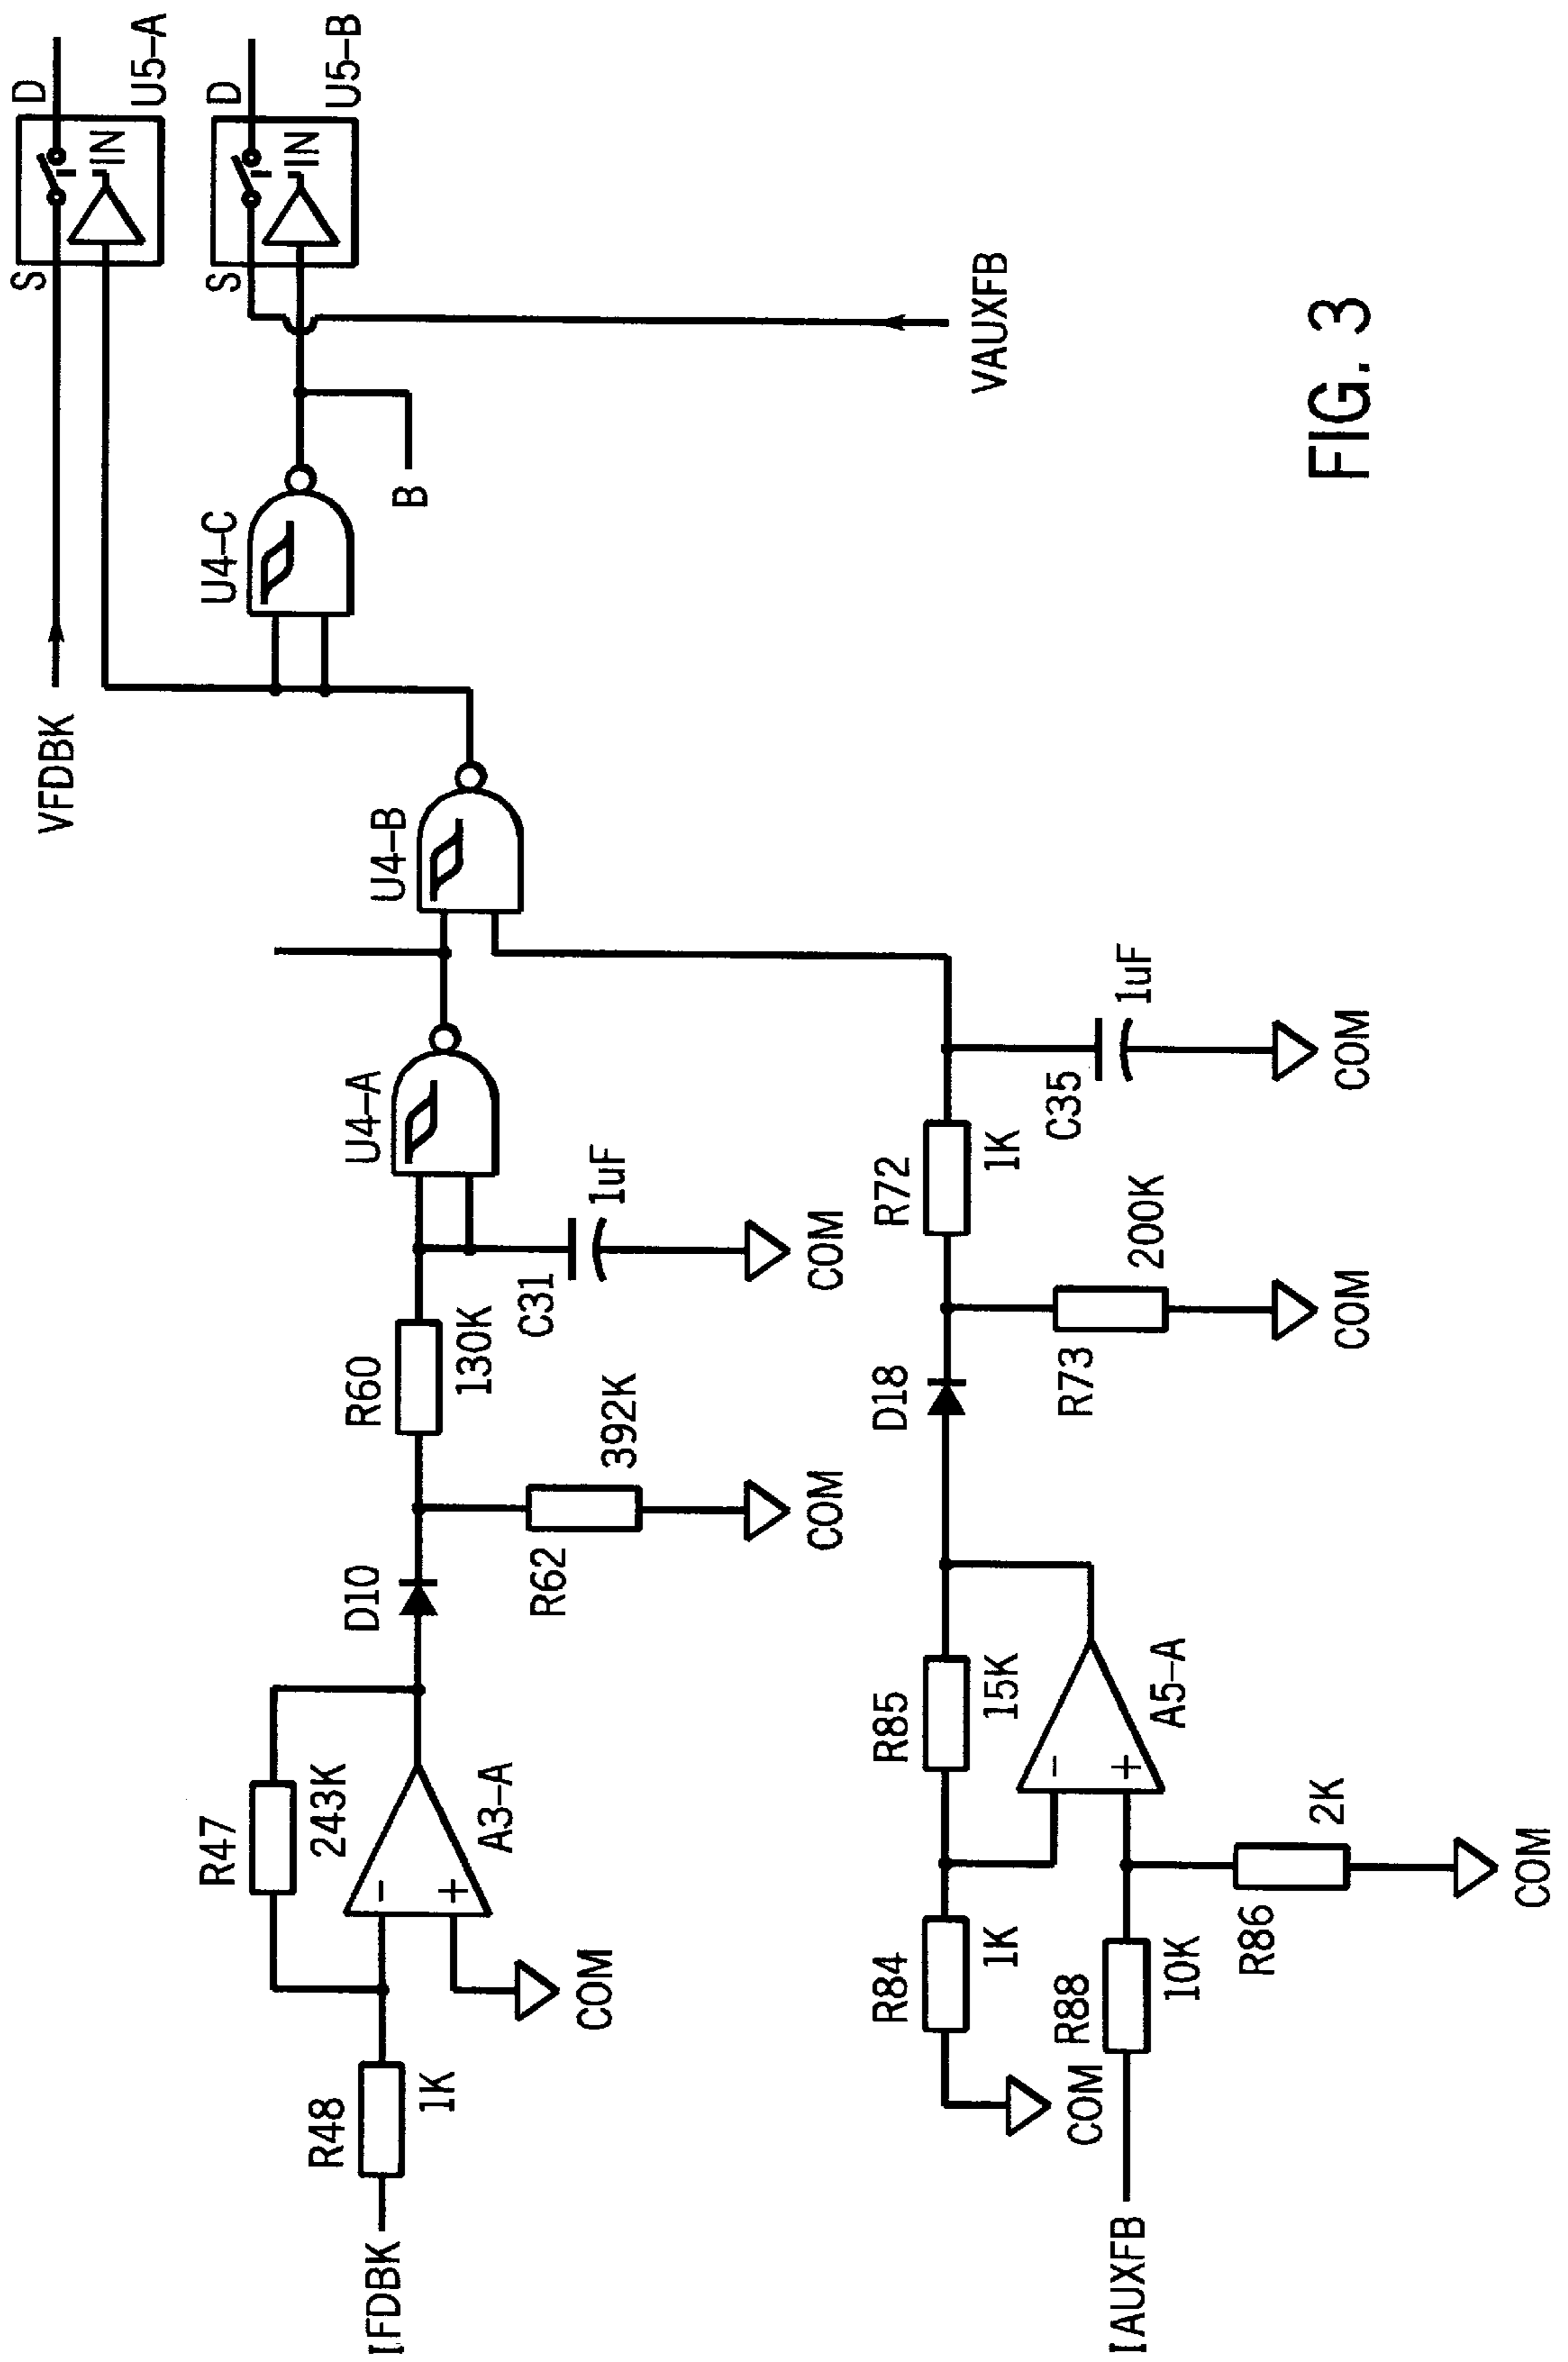 VFDBK
S
D
IN
U5-A
S
D
IN
U5-B
U4-C
B
VAUXFB
U4-A
U4-B
R47
243K
R48
1K
IFDBK
A3-A
-
+
COM
D10
R62
392K
COM
R60
130K
C31
1uF
COM
IAUXFB
R84
1K
COM
R88
10K
R86
2K
COM
R85
15K
-
+
A5-A
D18
R73
200K
COM
R72
1K
C35
1uF
COM
FIG. 3